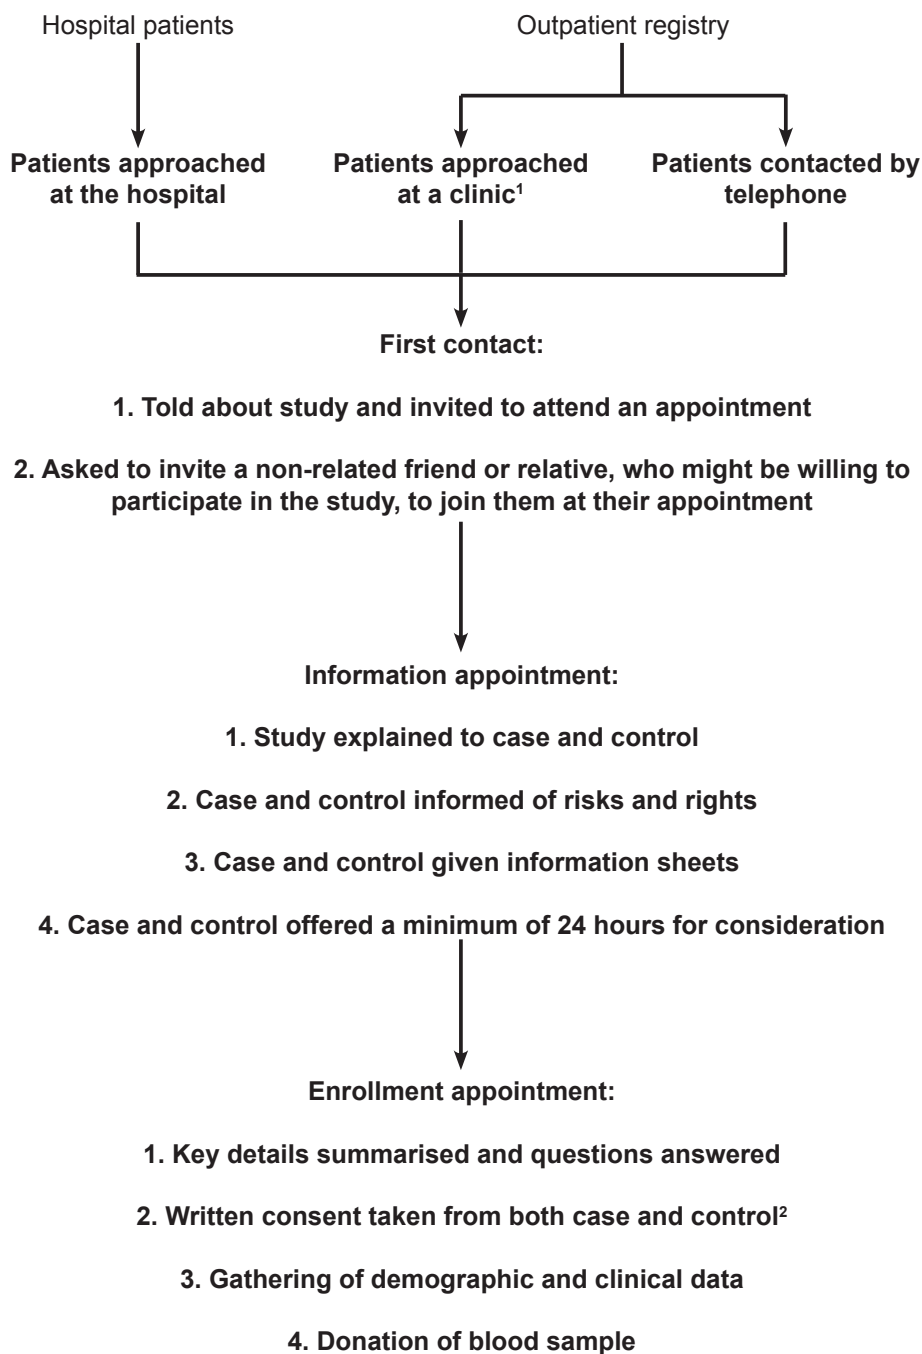 Hospital patients
Outpatient registry
Patients approached
at the hospital
Patients approached
at a clinic¹
Patients contacted by
telephone
First contact:
1. Told about study and invited to attend an appointment
2. Asked to invite a non-related friend or relative, who might be willing to
participate in the study, to join them at their appointment
Information appointment:
1. Study explained to case and control
2. Case and control informed of risks and rights
3. Case and control given information sheets
4. Case and control offered a minimum of 24 hours for consideration
Enrollment appointment:
1. Key details summarised and questions answered
2. Written consent taken from both case and control²
3. Gathering of demographic and clinical data
4. Donation of blood sample